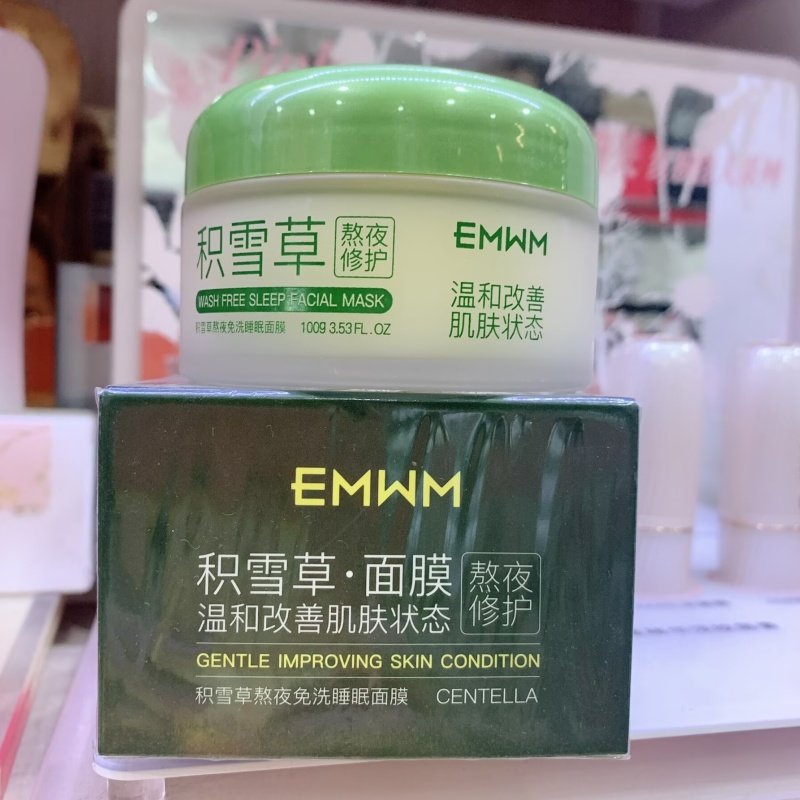 积雪草
熬夜
修护
WASH FREE SLEEP FACIAL MASK
积雪草熬夜免洗睡眠面膜 100g 3.53 FL.OZ
EMWM
温和改善
肌肤状态
EMWM
积雪草·面膜
熬夜
修护
温和改善肌肤状态
GENTLE IMPROVING SKIN CONDITION
积雪草熬夜免洗睡眠面膜 CENTELLA